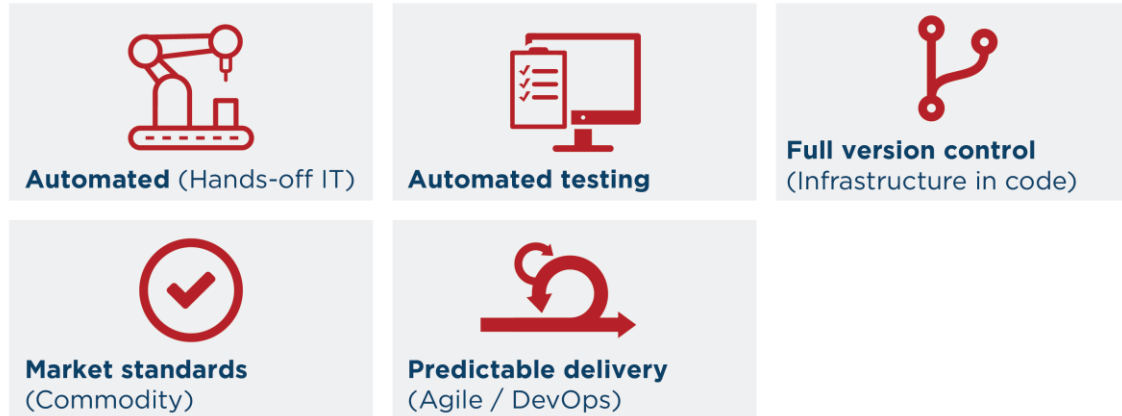 Automated (Hands-off IT)
Automated testing
Full version control
(Infrastructure in code)
Market standards
(Commodity)
Predictable delivery
(Agile / DevOps)